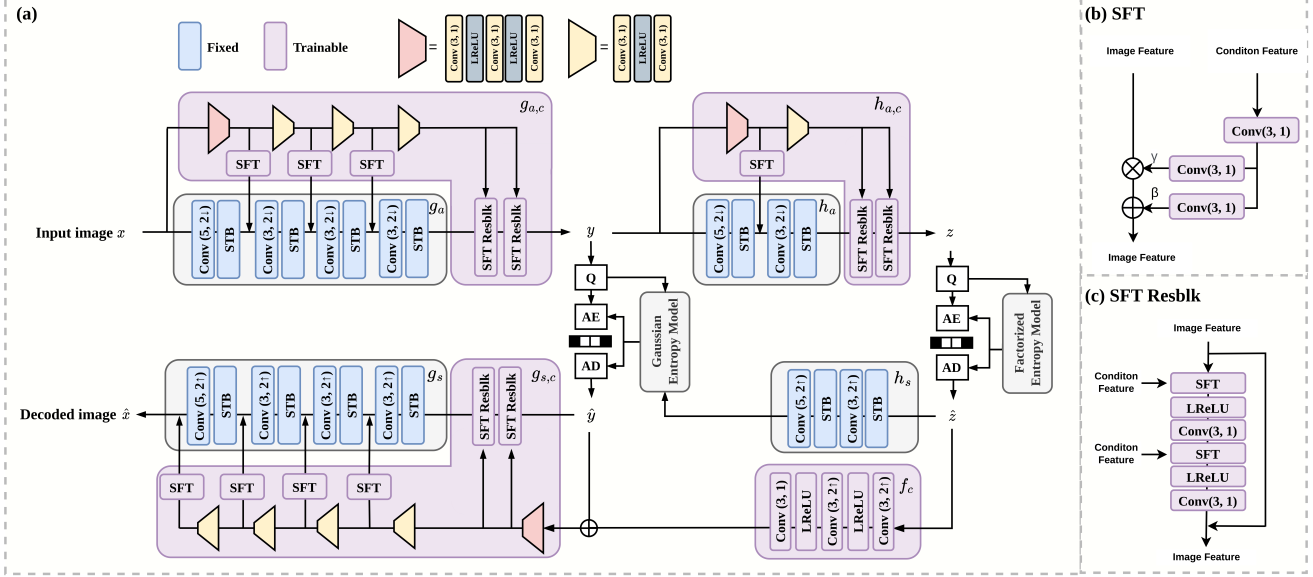 (a)
Fixed
Trainable
=
Conv (3, 1)
LReLU
Conv (3, 1)
LReLU
Conv (3, 1)
=
Conv (3, 1)
LReLU
Conv (3, 1)
g_{a,c}
SFT
SFT
SFT
g_a
Input image x
Conv (5, 2↓)
STB
Conv (3, 2↓)
STB
Conv (3, 2↓)
STB
Conv (3, 2↓)
STB
SFT Resblk
SFT Resblk
y
h_{a,c}
SFT
h_a
Conv (5, 2↓)
STB
Conv (3, 2↓)
STB
SFT Resblk
SFT Resblk
z
Q
AE
AD
Gaussian
Entropy Model
ŷ
Q
AE
AD
Factorized
Entropy Model
ẑ
Decoded image x̂
g_s
Conv (5, 2↑)
STB
Conv (3, 2↑)
STB
Conv (3, 2↑)
STB
Conv (3, 2↑)
STB
g_{s,c}
SFT Resblk
SFT Resblk
SFT
SFT
SFT
SFT
h_s
Conv (5, 2↑)
STB
Conv (3, 2↑)
STB
f_c
Conv (3, 1)
LReLU
Conv (3, 2↑)
LReLU
Conv (3, 2↑)
(b) SFT
Image Feature
Conditon Feature
Conv(3, 1)
γ
Conv(3, 1)
β
Conv(3, 1)
Image Feature
(c) SFT Resblk
Image Feature
Conditon
Feature
SFT
LReLU
Conv(3, 1)
Conditon
Feature
SFT
LReLU
Conv(3, 1)
Image Feature